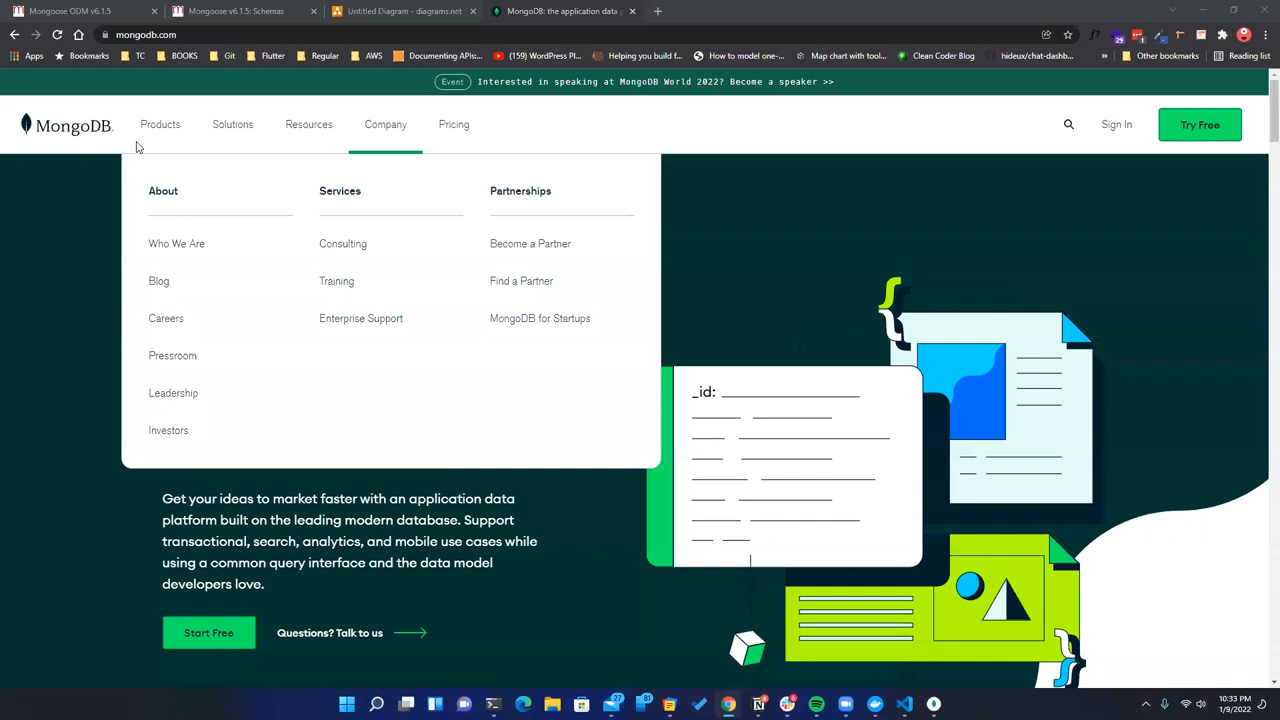 Mongoose ODM v6.1.5
Mongoose v6.1.5: Schemas
Untitled Diagram - diagrams.net
MongoDB: the application data
mongodb.com
Apps
Bookmarks
TC
BOOKS
Git
Flutter
Regular
AWS
Documenting APIs:...
(159) WordPress Pl...
Helping you build f...
How to model one-...
Map chart with tool...
Clean Coder Blog
hideux/chat-dashb...
Other bookmarks
Reading list
Event
Interested in speaking at MongoDB World 2022? Become a speaker >>
MongoDB.
Products
Solutions
Resources
Company
Pricing
Sign In
Try Free
About
Services
Partnerships
Who We Are
Consulting
Become a Partner
Blog
Training
Find a Partner
Careers
Enterprise Support
MongoDB for Startups
Pressroom
Leadership
Investors
_id:
Get your ideas to market faster with an application data
platform built on the leading modern database. Support
transactional, search, analytics, and mobile use cases while
using a common query interface and the data model
developers love.
Start Free
Questions? Talk to us
27
81
6
10:33 PM
1/9/2022